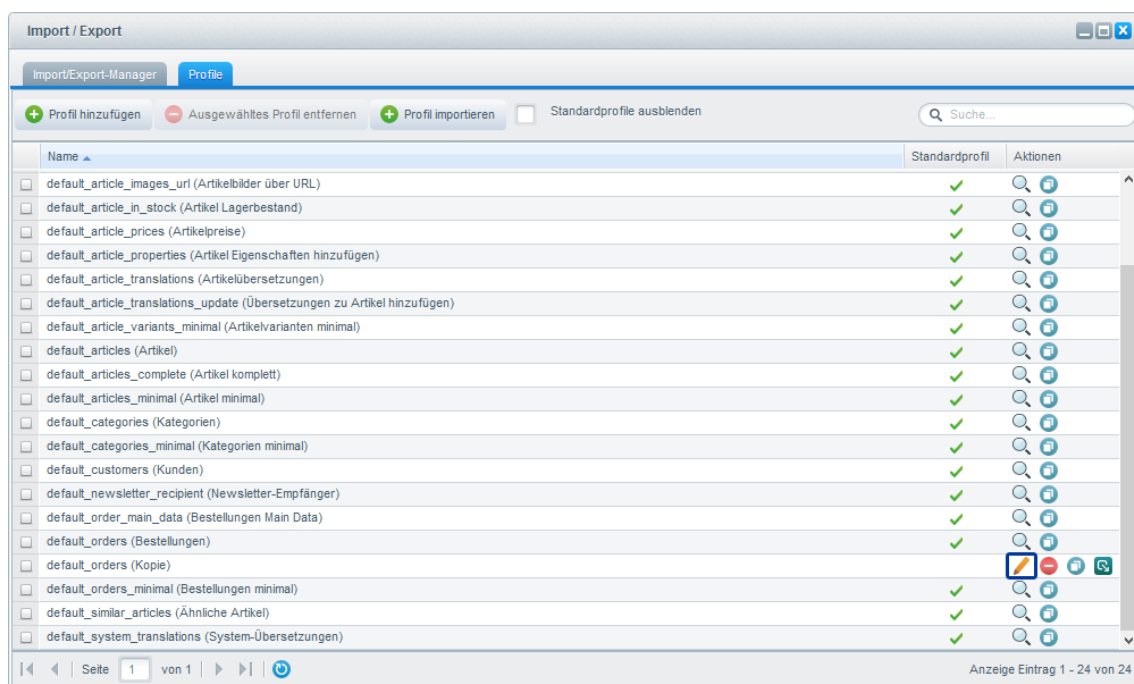 Import / Export
Import/Export-Manager Profile
Profil hinzufügen Ausgewähltes Profil entfernen Profil importieren Standardprofile ausblenden Suche...
Name Standardprofil Aktionen
default_article_images_url (Artikelbilder über URL)
default_article_in_stock (Artikel Lagerbestand)
default_article_prices (Artikelpreise)
default_article_properties (Artikel Eigenschaften hinzufügen)
default_article_translations (Artikelübersetzungen)
default_article_translations_update (Übersetzungen zu Artikel hinzufügen)
default_article_variants_minimal (Artikelvarianten minimal)
default_articles (Artikel)
default_articles_complete (Artikel komplett)
default_articles_minimal (Artikel minimal)
default_categories (Kategorien)
default_categories_minimal (Kategorien minimal)
default_customers (Kunden)
default_newsletter_recipient (Newsletter-Empfänger)
default_order_main_data (Bestellungen Main Data)
default_orders (Bestellungen)
default_orders (Kopie)
default_orders_minimal (Bestellungen minimal)
default_similar_articles (Ähnliche Artikel)
default_system_translations (System-Übersetzungen)
Seite 1 von 1 Anzeige Eintrag 1 - 24 von 24